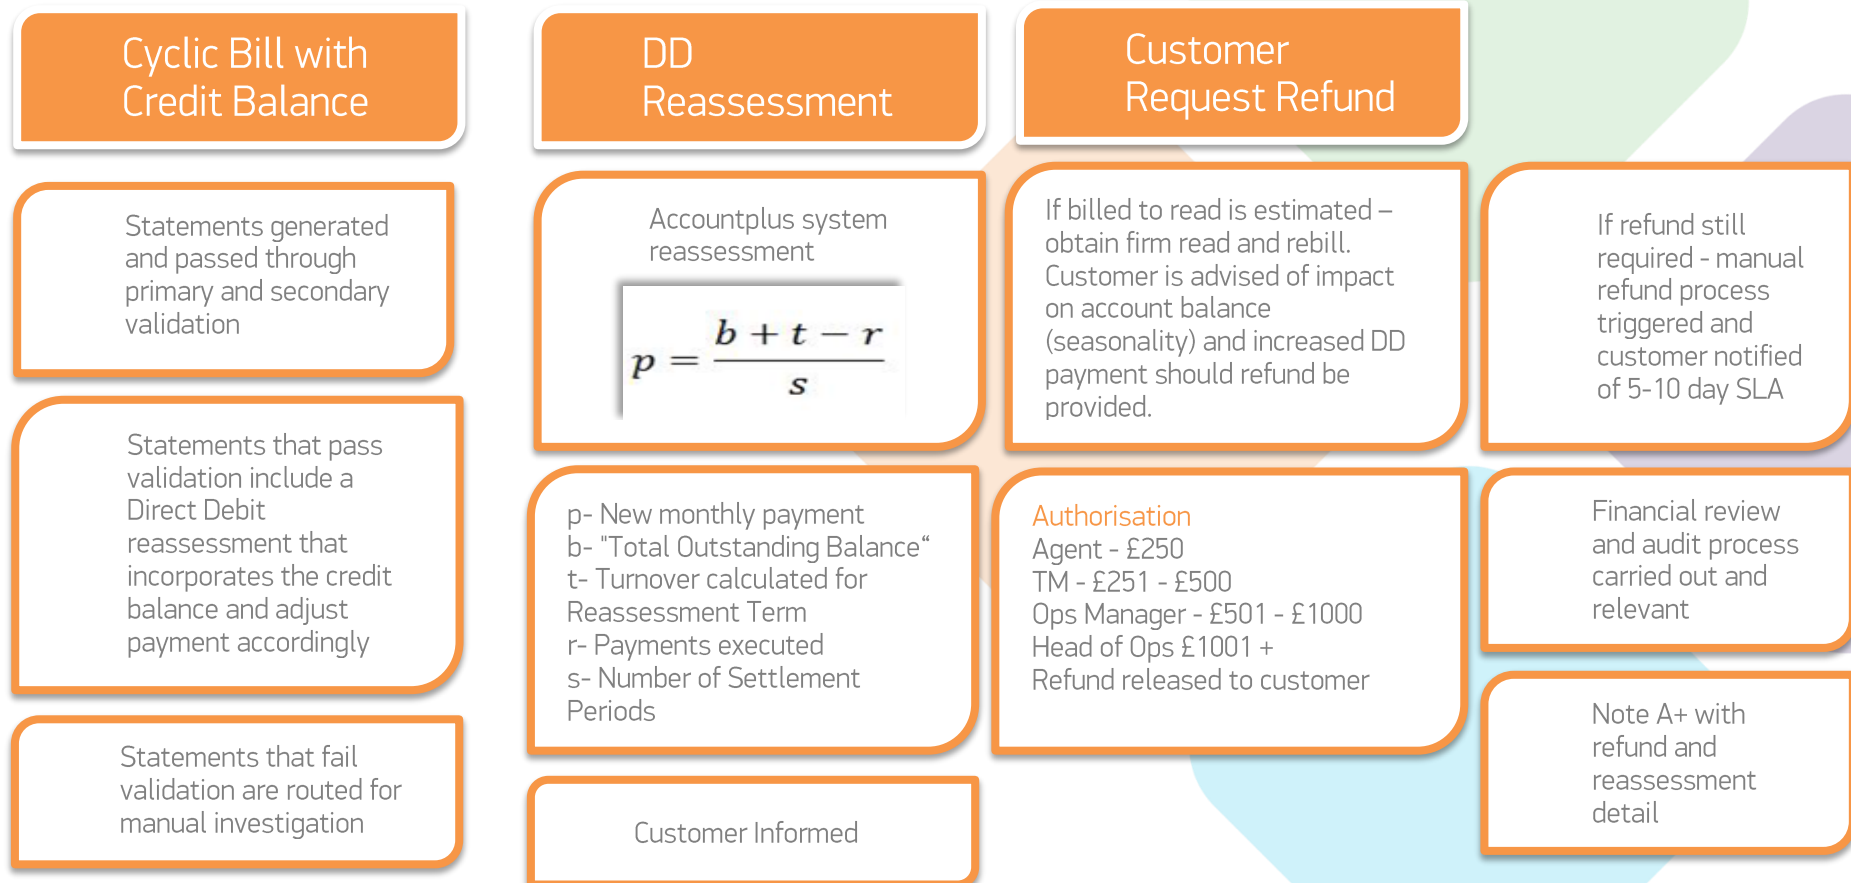 Cyclic Bill with
Credit Balance
Statements generated
and passed through
primary and secondary
validation
Statements that pass
validation include a
Direct Debit
reassessment that
incorporates the credit
balance and adjust
payment accordingly
Statements that fail
validation are routed for
manual investigation
DD
Reassessment
Accountplus system
reassessment
p = \frac{b + t - r}{s}
p- New monthly payment
b- "Total Outstanding Balance“
t- Turnover calculated for
Reassessment Term
r- Payments executed
s- Number of Settlement
Periods
Customer Informed
Customer
Request Refund
If billed to read is estimated –
obtain firm read and rebill.
Customer is advised of impact
on account balance
(seasonality) and increased DD
payment should refund be
provided.
Authorisation
Agent - £250
TM - £251 - £500
Ops Manager - £501 - £1000
Head of Ops £1001 +
Refund released to customer
If refund still
required - manual
refund process
triggered and
customer notified
of 5-10 day SLA
Financial review
and audit process
carried out and
relevant
Note A+ with
refund and
reassessment
detail